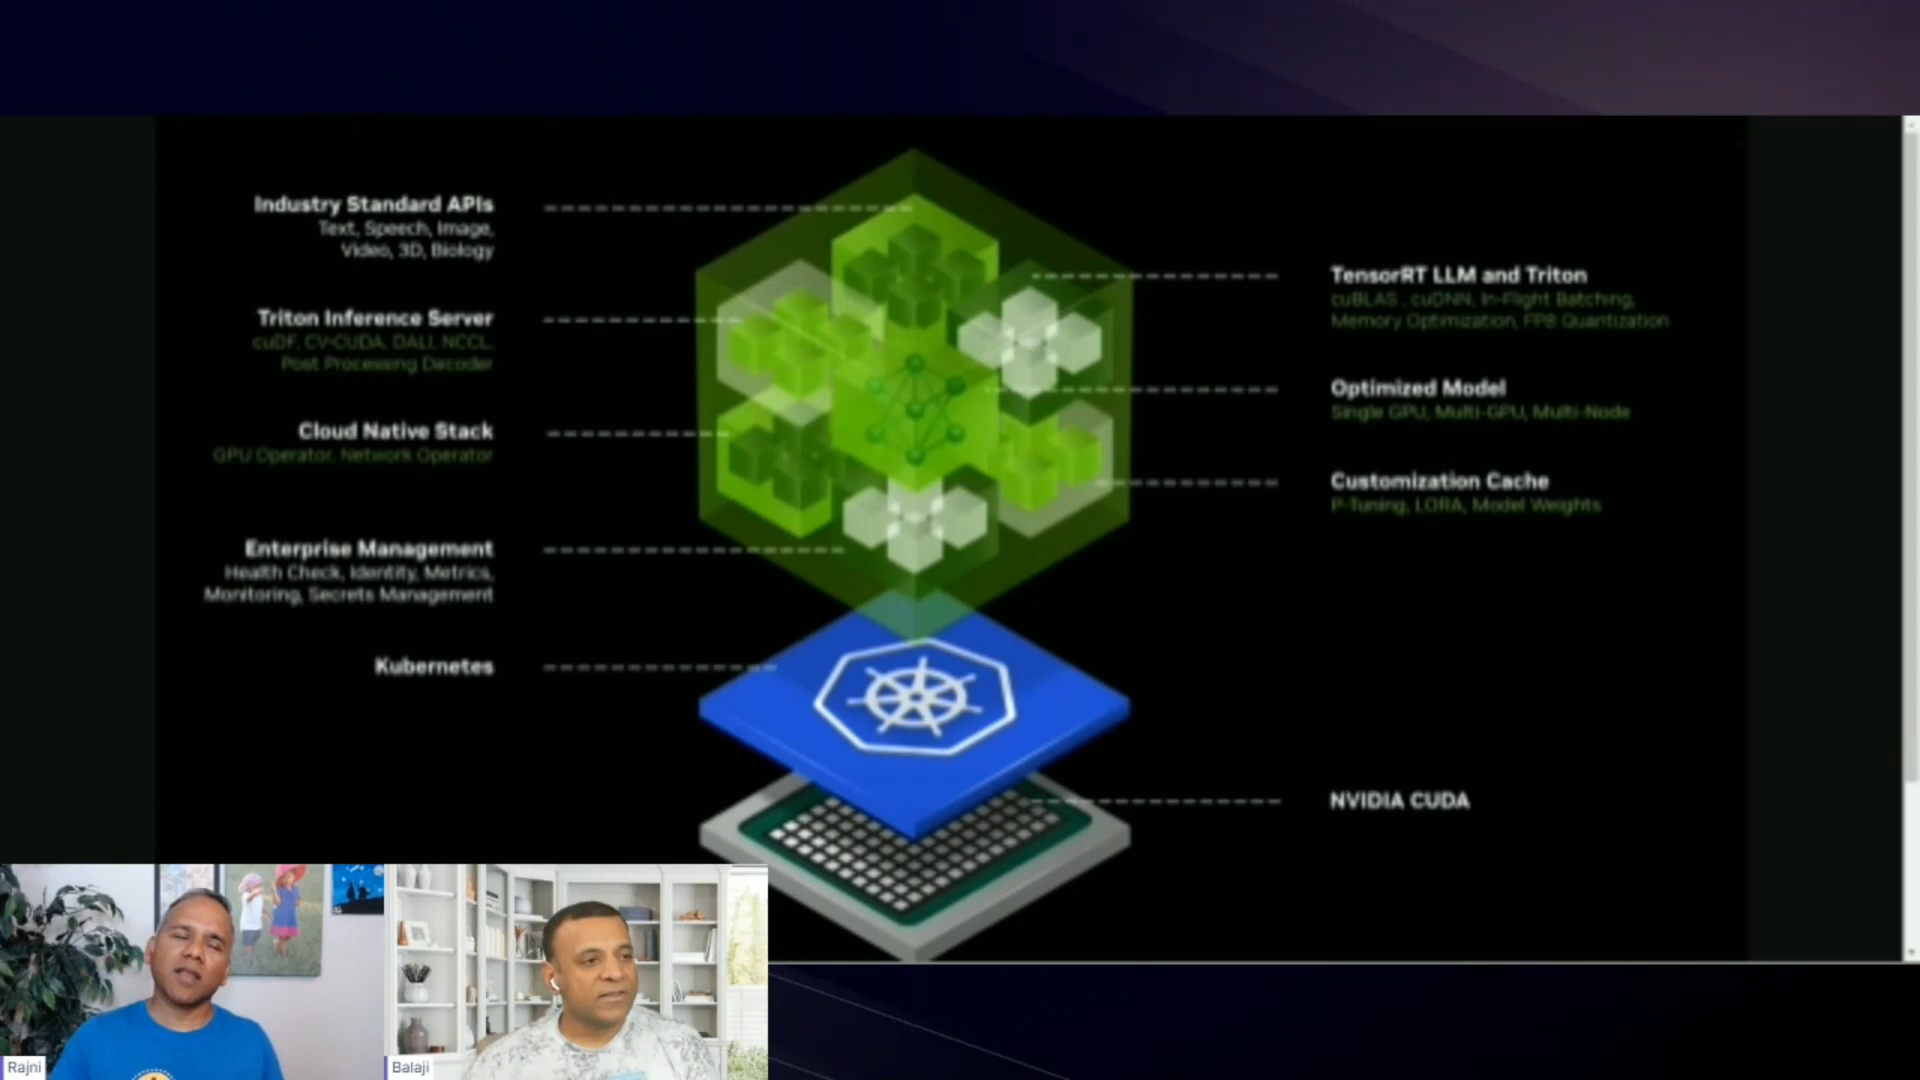 Industry Standard APIs
Text, Speech, Image,
Video, 3D, Biology
Triton Inference Server
cuDF, CV-CUDA, DALI, NCCL,
Post Processing Decoder
Cloud Native Stack
GPU Operator, Network Operator
Enterprise Management
Health Check, Identity, Metrics,
Monitoring, Secrets Management
Kubernetes
TensorRT LLM and Triton
cuBLAS , cuDNN, In-Flight Batching,
Memory Optimization, FP8 Quantization
Optimized Model
Single GPU, Multi-GPU, Multi-Node
Customization Cache
P-Tuning, LORA, Model Weights
NVIDIA CUDA
Rajni
Balaji